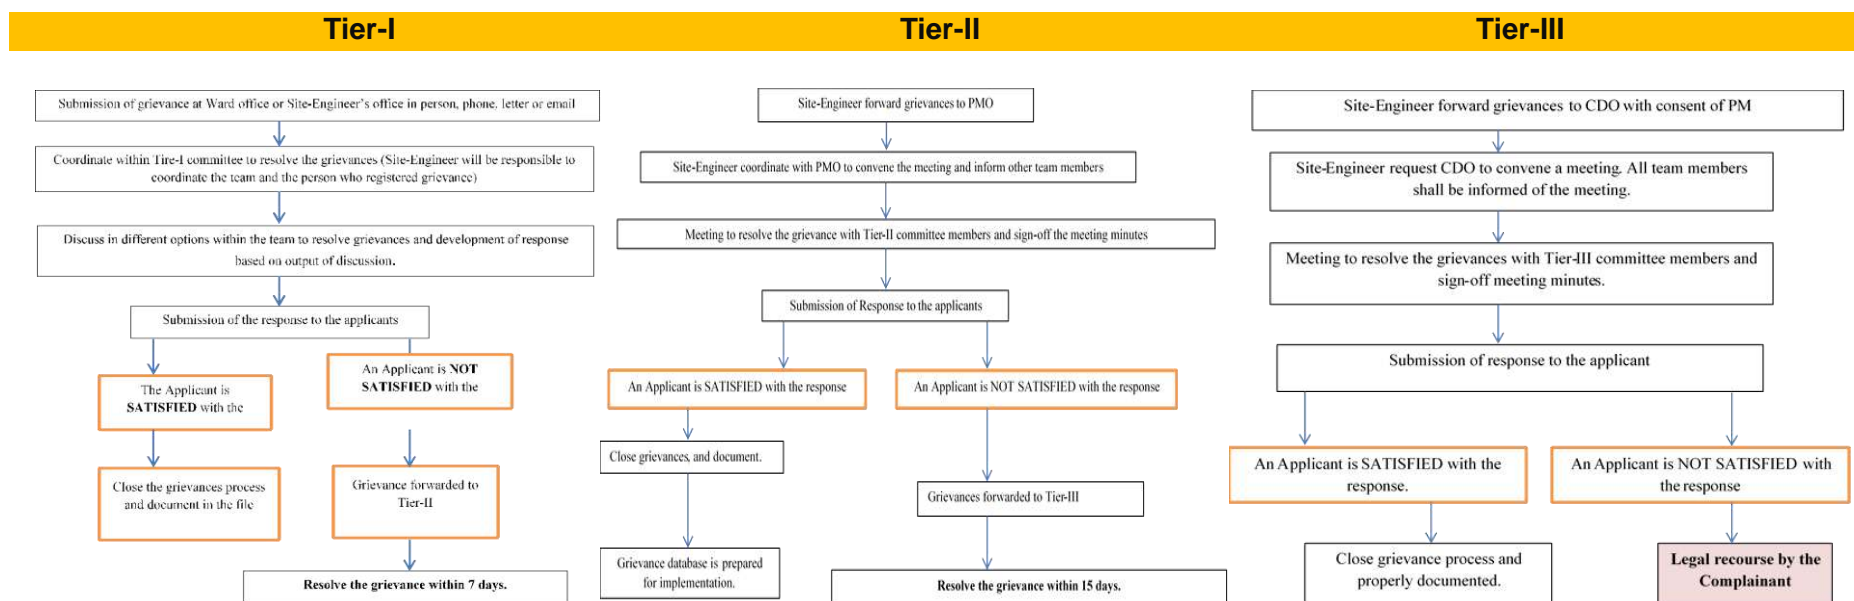 Tier-I
Tier-II
Tier-III
Submission of grievance at Ward office or Site-Engineer's office in person, phone, letter or email
Coordinate within Tire-I committee to resolve the grievances (Site-Engineer will be responsible to
coordinate the team and the person who registered grievance)
Discuss in different options within the team to resolve grievances and development of response
based on output of discussion.
Submission of the response to the applicants
The Applicant is
SATISFIED with the
An Applicant is NOT
SATISFIED with the
Close the grievances process
and document in the file
Grievance forwarded to
Tier-II
Resolve the grievance within 7 days.
Site-Engineer forward grievances to PMO
Site-Engineer coordinate with PMO to convene the meeting and inform other team members
Meeting to resolve the grievance with Tier-II committee members and sign-off the meeting minutes
Submission of Response to the applicants
An Applicant is SATISFIED with the response
An Applicant is NOT SATISFIED with the response
Close grievances, and document.
Grievances forwarded to Tier-III
Grievance database is prepared
for implementation.
Resolve the grievance within 15 days.
Site-Engineer forward grievances to CDO with consent of PM
Site-Engineer request CDO to convene a meeting. All team members
shall be informed of the meeting.
Meeting to resolve the grievances with Tier-III committee members and
sign-off meeting minutes.
Submission of response to the applicant
An Applicant is SATISFIED with the
response.
An Applicant is NOT SATISFIED with
the response
Close grievance process and
properly documented.
Legal recourse by the
Complainant